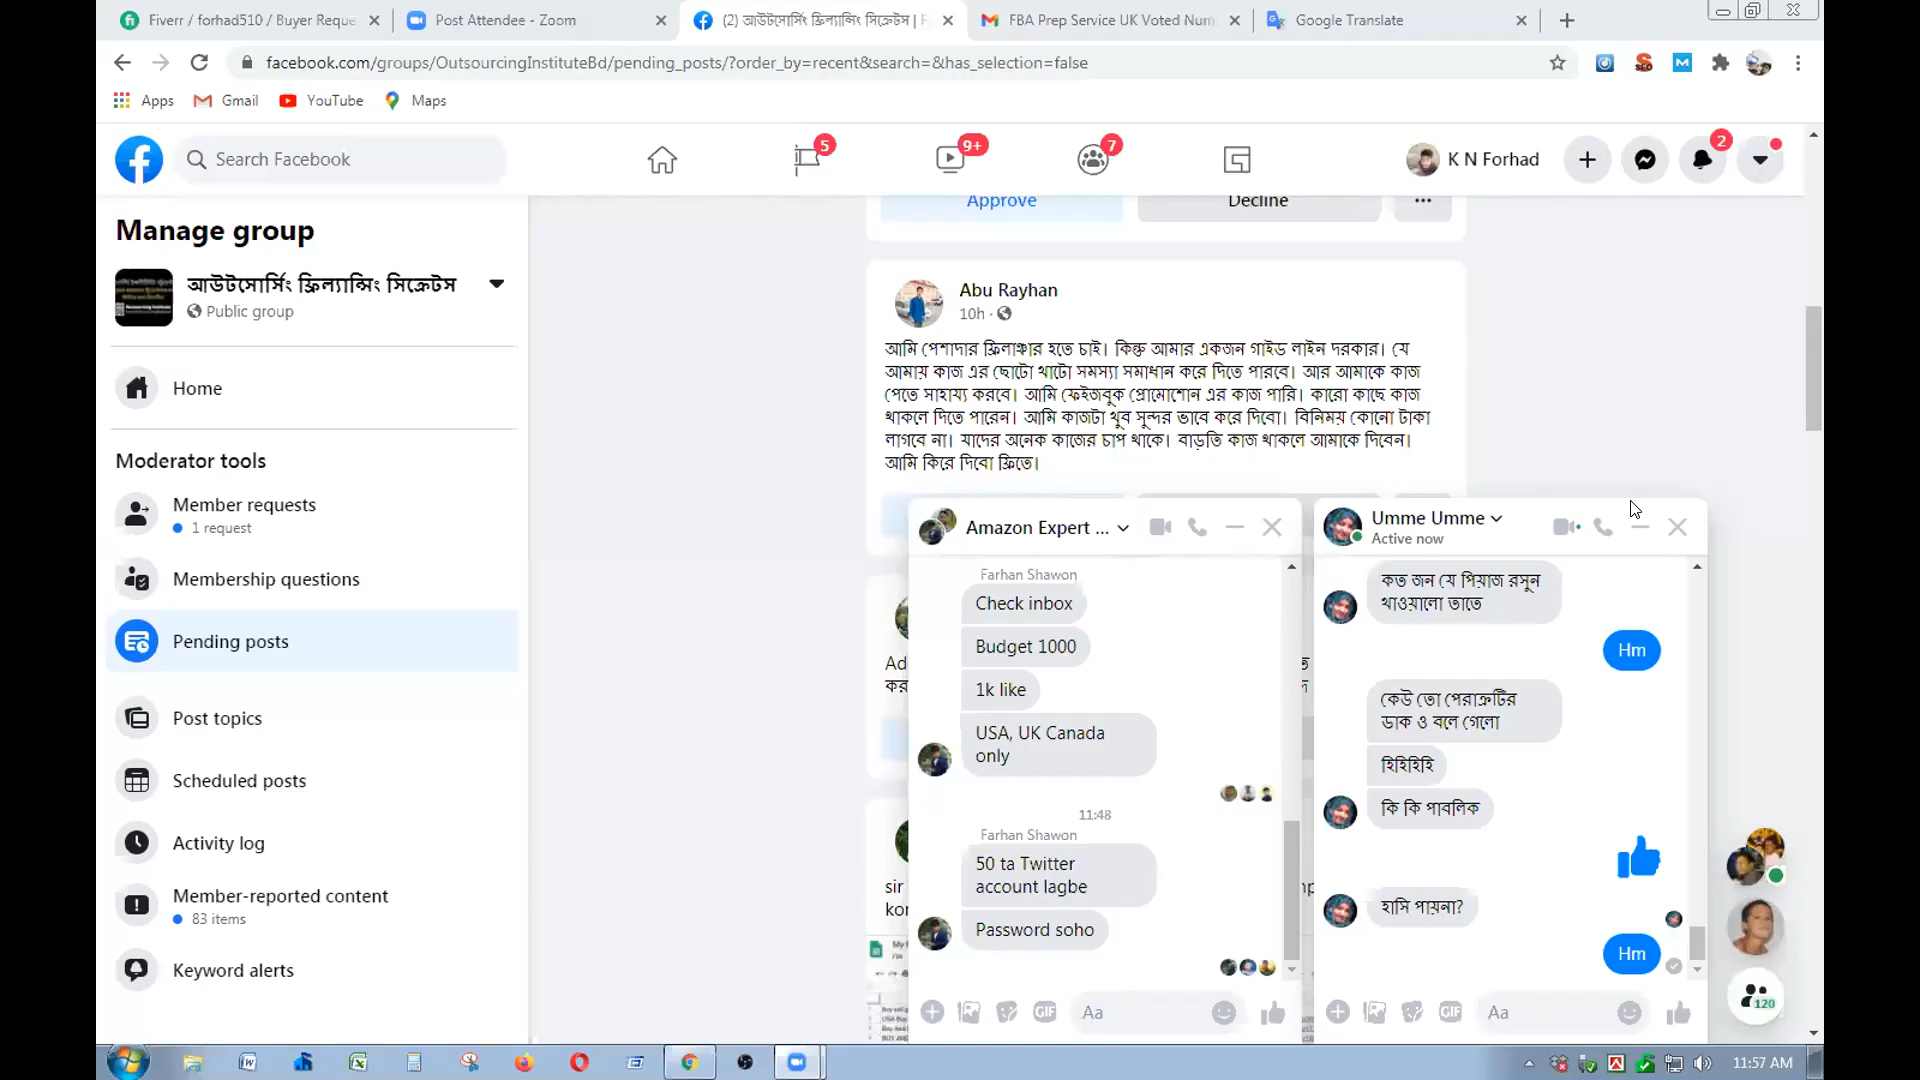 Fiverr / forhad510 / Buyer Reque
Post Attendee - Zoom
(2) আউটসোর্সিং ফ্রিল্যান্সিং সিক্রেটস | F
FBA Prep Service UK Voted Num
Google Translate
facebook.com/groups/OutsourcingInstituteBd/pending_posts/?order_by=recent&search=&has_selection=false
Apps
Gmail
YouTube
Maps
Search Facebook
5
9+
7
K N Forhad
2
Manage group
আউটসোর্সিং ফ্রিল্যান্সিং সিক্রেটস
Public group
Home
Moderator tools
Member requests
1 request
Membership questions
Pending posts
Post topics
Scheduled posts
Activity log
Member-reported content
83 items
Keyword alerts
Approve
Decline
Abu Rayhan
10h
আমি পেশাদার ফ্রিলাঞ্চার হতে চাই। কিন্তু আমার একজন গাইড লাইন দরকার। যে
আমায় কাজ এর ছোটো খাটো সমস্যা সমাধান করে দিতে পারবে। আর আমাকে কাজ
পেতে সাহায্য করবে। আমি ফেইজবুক প্রোমোশোন এর কাজ পারি। কারো কাছে কাজ
থাকলে দিতে পারেন। আমি কাজটা খুব সুন্দর ভাবে করে দিবো। বিনিময় কোনো টাকা
লাগবে না। যাদের অনেক কাজের চাপ থাকে। বাড়তি কাজ থাকলে আমাকে দিবেন।
আমি কিরে দিবো ফ্রিতে।
Ad
কর
sir
kor
Amazon Expert ...
Farhan Shawon
Check inbox
Budget 1000
1k like
USA, UK Canada
only
11:48
Farhan Shawon
50 ta Twitter
account lagbe
Password soho
GIF
Aa
Umme Umme
Active now
কত জন যে পিয়াজ রসুন
খাওয়ালো তাতে
Hm
কেউ তো পেরাক্রটির
ডাক ও বলে গেলো
হিহিহিহি
কি কি পাবলিক
হাসি পায়না?
Hm
GIF
Aa
120
11:57 AM